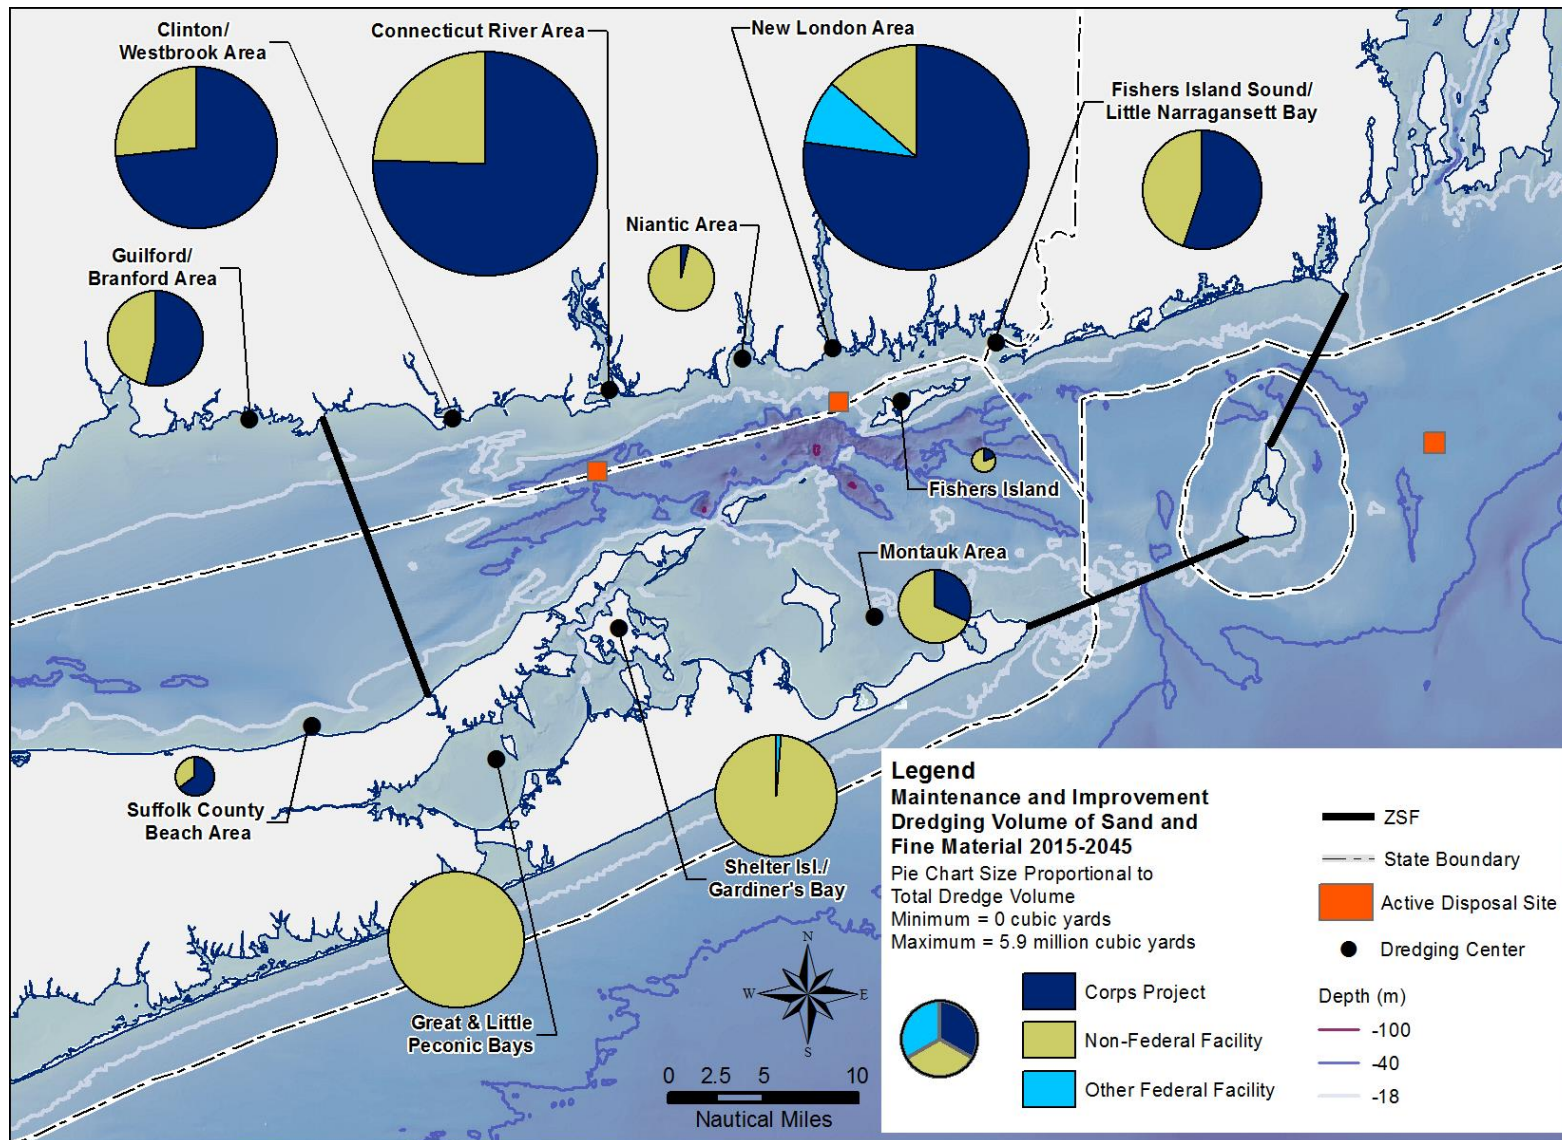 Clinton/
Westbrook Area
Connecticut River Area
New London Area
Fishers Island Sound/
Little Narragansett Bay
Niantic Area
Guilford/
Branford Area
Fishers Island
Montauk Area
Suffolk County
Beach Area
Shelter Isl./
Gardiner's Bay
Great & Little
Peconic Bays
N
W
E
S
0 2.5 5 10
Nautical Miles
Legend
Maintenance and Improvement
Dredging Volume of Sand and
Fine Material 2015-2045
Pie Chart Size Proportional to
Total Dredge Volume
Minimum = 0 cubic yards
Maximum = 5.9 million cubic yards
Corps Project
Non-Federal Facility
Other Federal Facility
ZSF
State Boundary
Active Disposal Site
Dredging Center
Depth (m)
-100
-40
-18